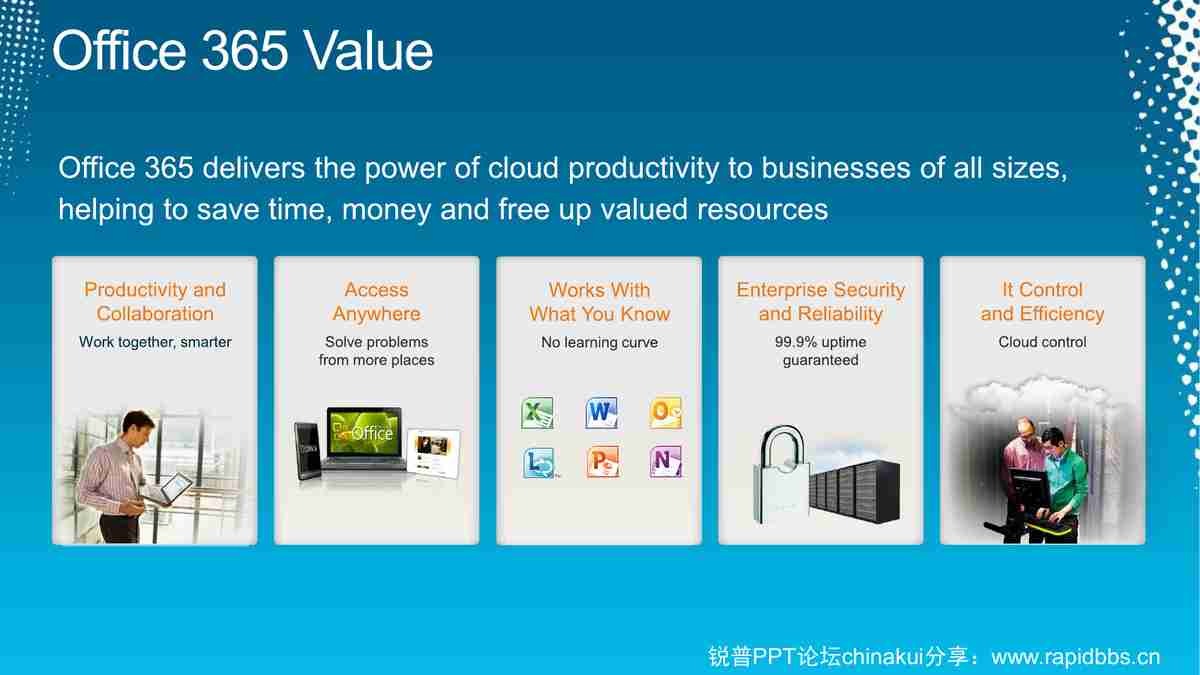 Office 365 Value
Office 365 delivers the power of cloud productivity to businesses of all sizes,
helping to save time, money and free up valued resources
Productivity and
Collaboration
Work together, smarter
Access
Anywhere
Solve problems
from more places
Office
Works With
What You Know
No learning curve
X W O
L P N
Enterprise Security
and Reliability
99.9% uptime
guaranteed
It Control
and Efficiency
Cloud control
锐普PPT论坛chinakui分享：www.rapidbbs.cn